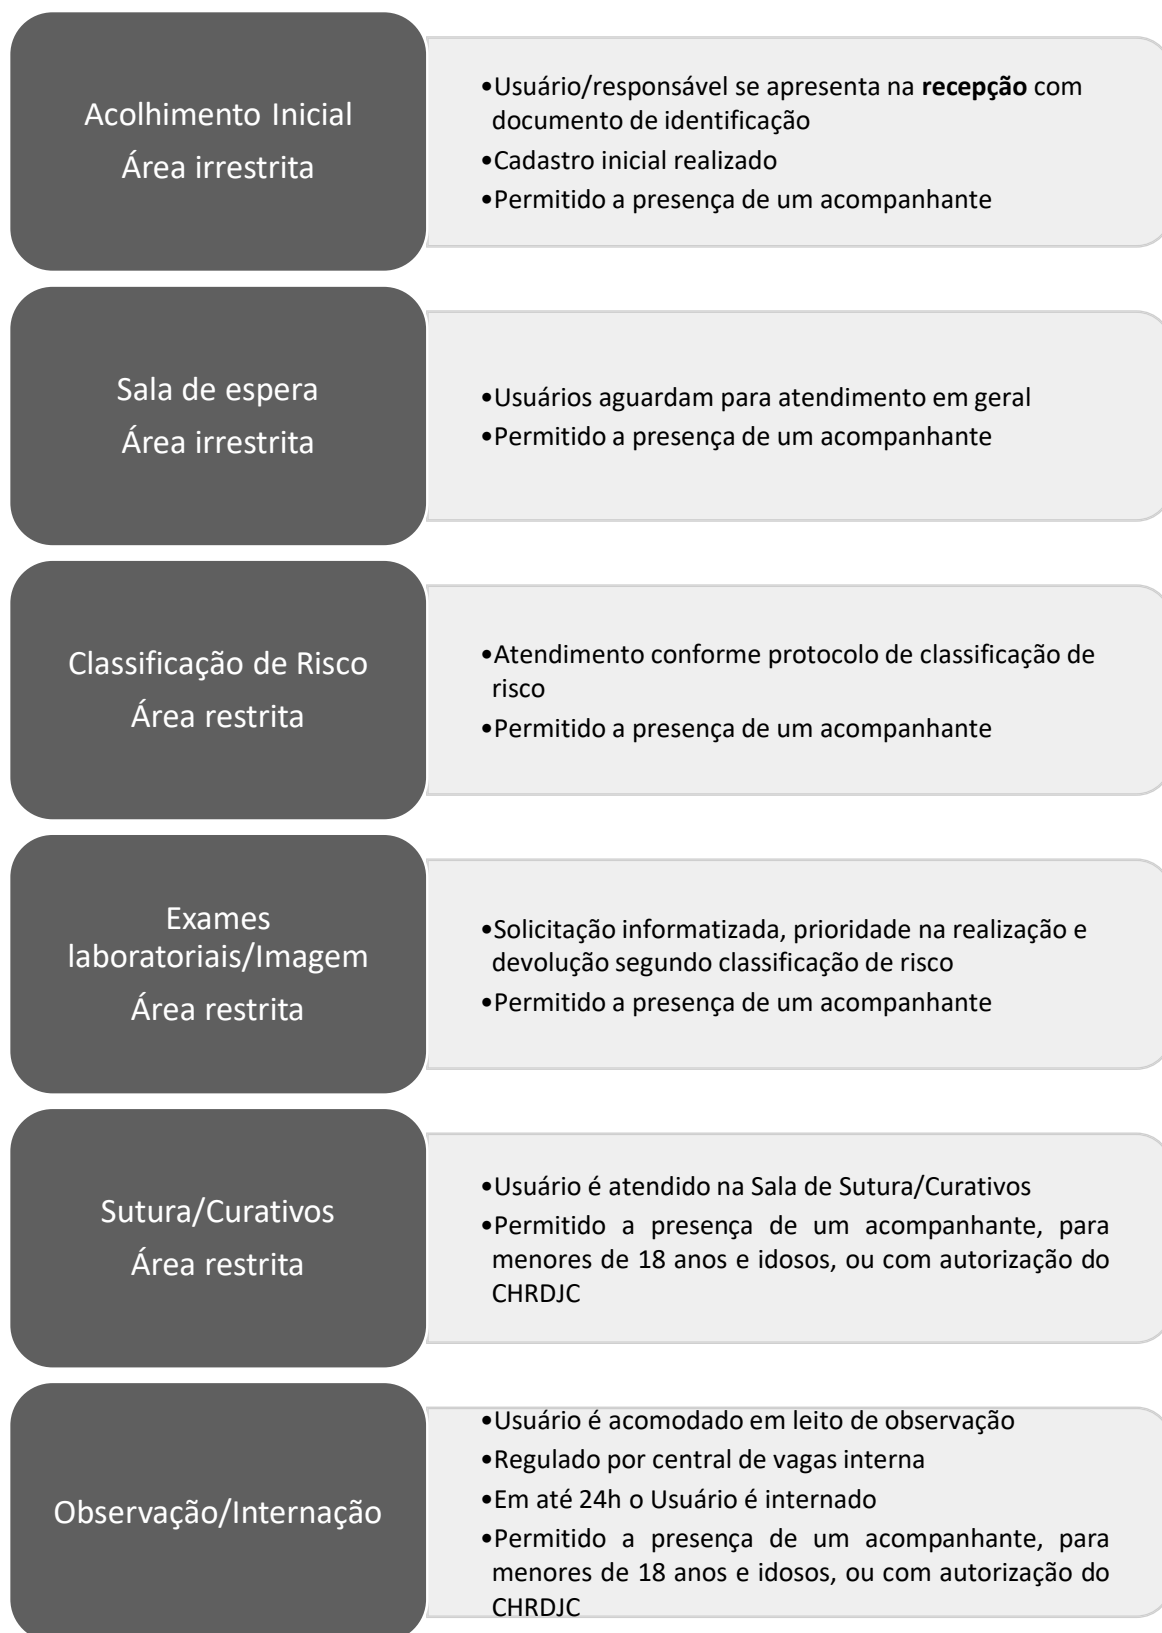 Acolhimento Inicial
Área irrestrita
•Usuário/responsável se apresenta na recepção com
documento de identificação
•Cadastro inicial realizado
•Permitido a presença de um acompanhante
Sala de espera
Área irrestrita
•Usuários aguardam para atendimento em geral
•Permitido a presença de um acompanhante
Classificação de Risco
Área restrita
•Atendimento conforme protocolo de classificação de
risco
•Permitido a presença de um acompanhante
Exames
laboratoriais/Imagem
Área restrita
•Solicitação informatizada, prioridade na realização e
devolução segundo classificação de risco
•Permitido a presença de um acompanhante
Sutura/Curativos
Área restrita
•Usuário é atendido na Sala de Sutura/Curativos
•Permitido a presença de um acompanhante, para
menores de 18 anos e idosos, ou com autorização do
CHRDJC
Observação/Internação
•Usuário é acomodado em leito de observação
•Regulado por central de vagas interna
•Em até 24h o Usuário é internado
•Permitido a presença de um acompanhante, para
menores de 18 anos e idosos, ou com autorização do
CHRDJC